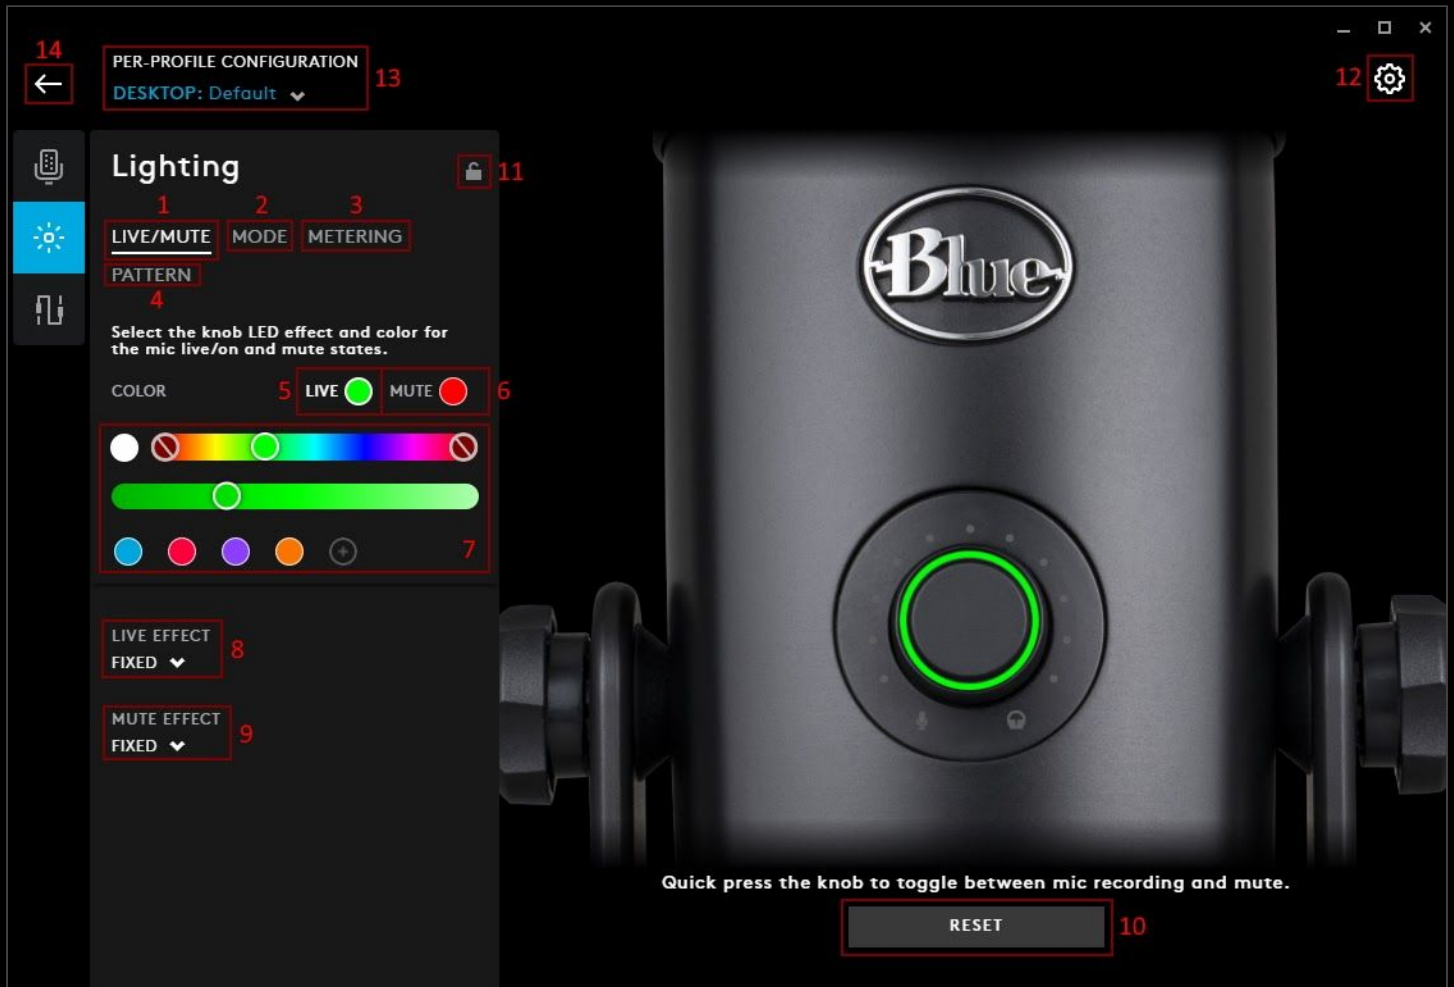 14
PER-PROFILE CONFIGURATION
13
DESKTOP: Default
12
Lighting
11
1 2 3
LIVE/MUTE MODE METERING
PATTERN
4
Select the knob LED effect and color for
the mic live/on and mute states.
COLOR 5 LIVE MUTE 6
7
LIVE EFFECT
8
FIXED
MUTE EFFECT
9
FIXED
Blue
Quick press the knob to toggle between mic recording and mute.
RESET 10